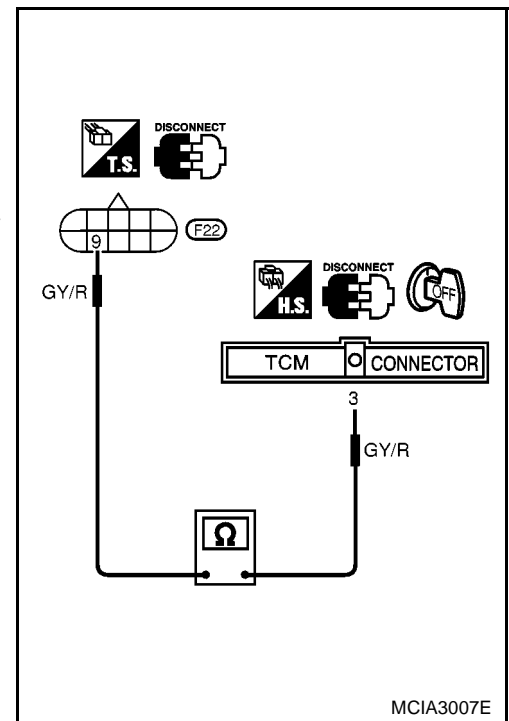 DISCONNECT
T.S.
9
F22
GY/R
DISCONNECT
H.S.
OFF
TCM
CONNECTOR
3
GY/R
Ω
MCIA3007E